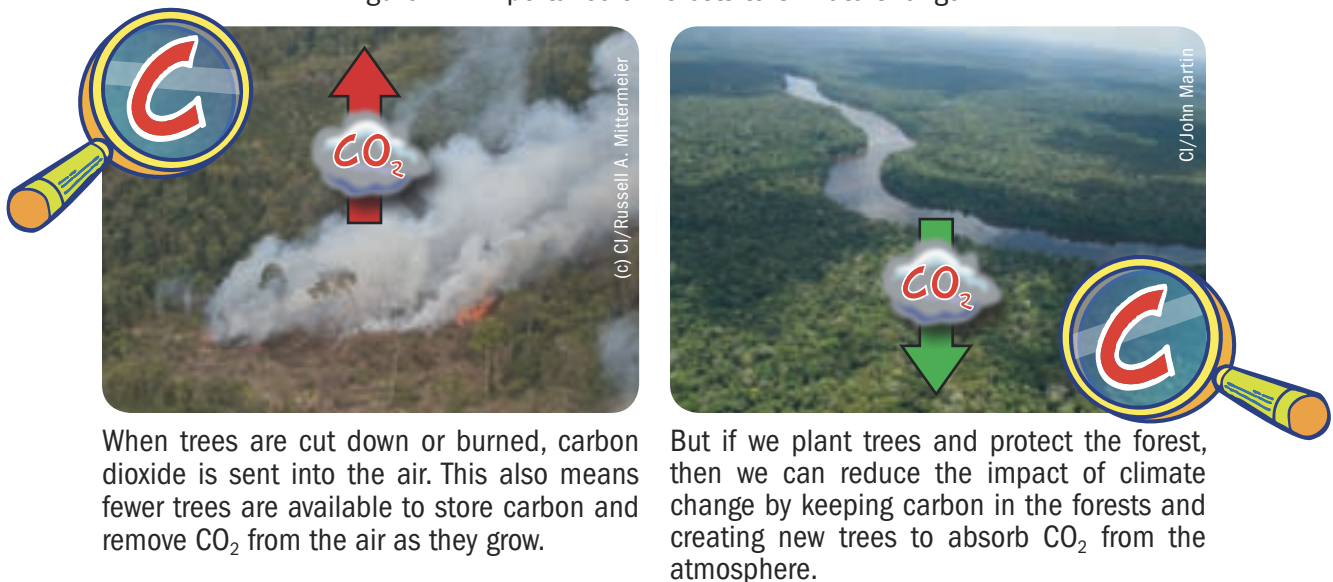 C
CO₂
(c) CI/Russell A. Mittermeier
When trees are cut down or burned, carbon
dioxide is sent into the air. This also means
fewer trees are available to store carbon and
remove CO₂ from the air as they grow.
CO₂
CI/John Martin
C
But if we plant trees and protect the forest,
then we can reduce the impact of climate
change by keeping carbon in the forests and
creating new trees to absorb CO₂ from the
atmosphere.